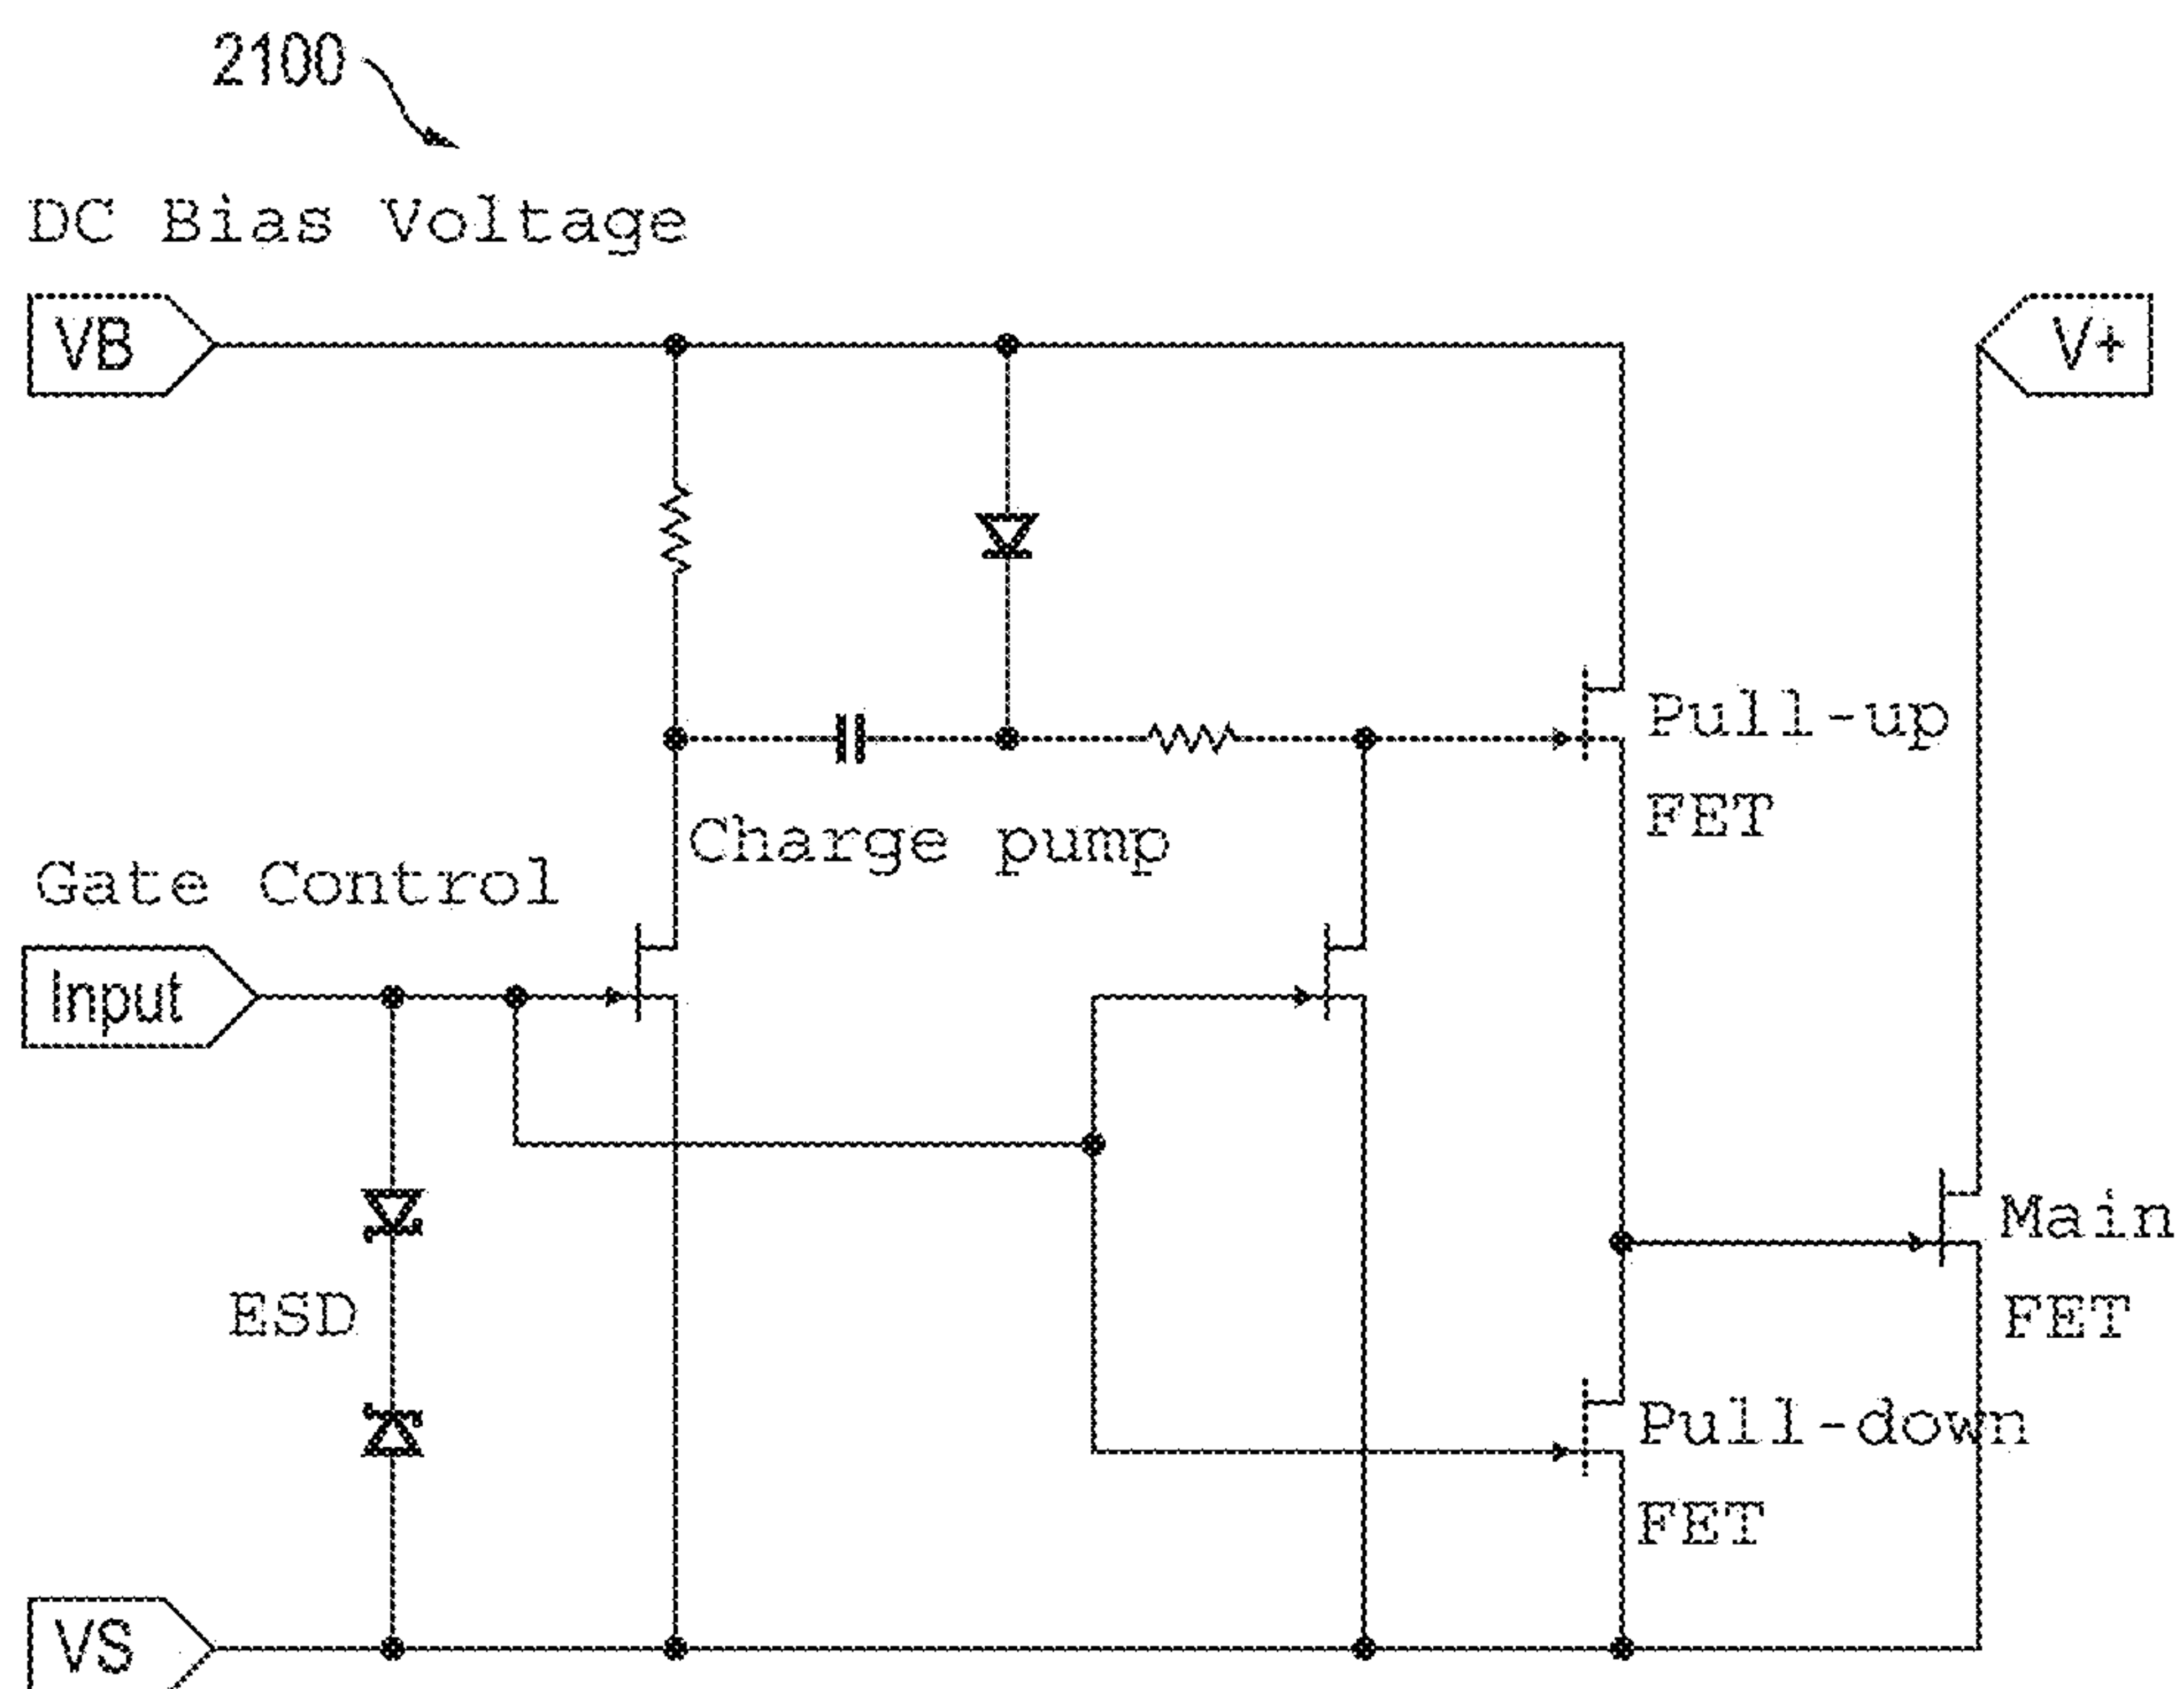 2100
DC Bias Voltage
VB
V+
Pull-up
FET
Charge pump
Gate Control
Input
Main
FET
ESD
Pull-down
FET
VS